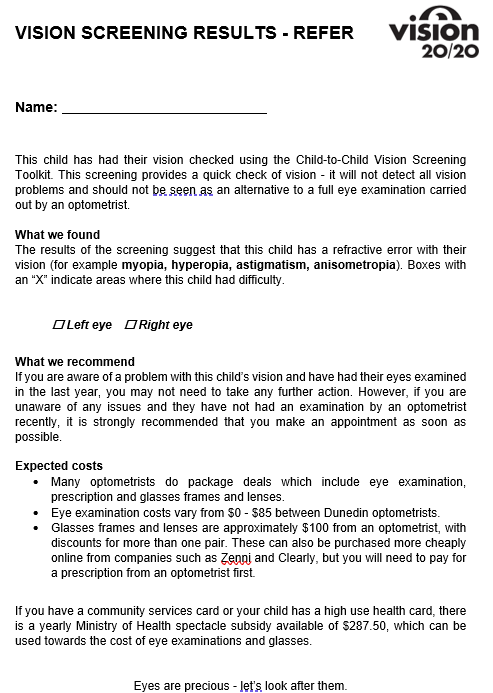 VISION SCREENING RESULTS - REFER
vision
20/20
Name: ___________________________
This child has had their vision checked using the Child-to-Child Vision Screening
Toolkit. This screening provides a quick check of vision - it will not detect all vision
problems and should not be seen as an alternative to a full eye examination carried
out by an optometrist.
What we found
The results of the screening suggest that this child has a refractive error with their
vision (for example myopia, hyperopia, astigmatism, anisometropia). Boxes with
an “X” indicate areas where this child had difficulty.
☐ Left eye ☐ Right eye
What we recommend
If you are aware of a problem with this child’s vision and have had their eyes examined
in the last year, you may not need to take any further action. However, if you are
unaware of any issues and they have not had an examination by an optometrist
recently, it is strongly recommended that you make an appointment as soon as
possible.
Expected costs
• Many optometrists do package deals which include eye examination,
prescription and glasses frames and lenses.
• Eye examination costs vary from $0 - $85 between Dunedin optometrists.
• Glasses frames and lenses are approximately $100 from an optometrist, with
discounts for more than one pair. These can also be purchased more cheaply
online from companies such as Zenni and Clearly, but you will need to pay for
a prescription from an optometrist first.
If you have a community services card or your child has a high use health card, there
is a yearly Ministry of Health spectacle subsidy available of $287.50, which can be
used towards the cost of eye examinations and glasses.
Eyes are precious - let’s look after them.